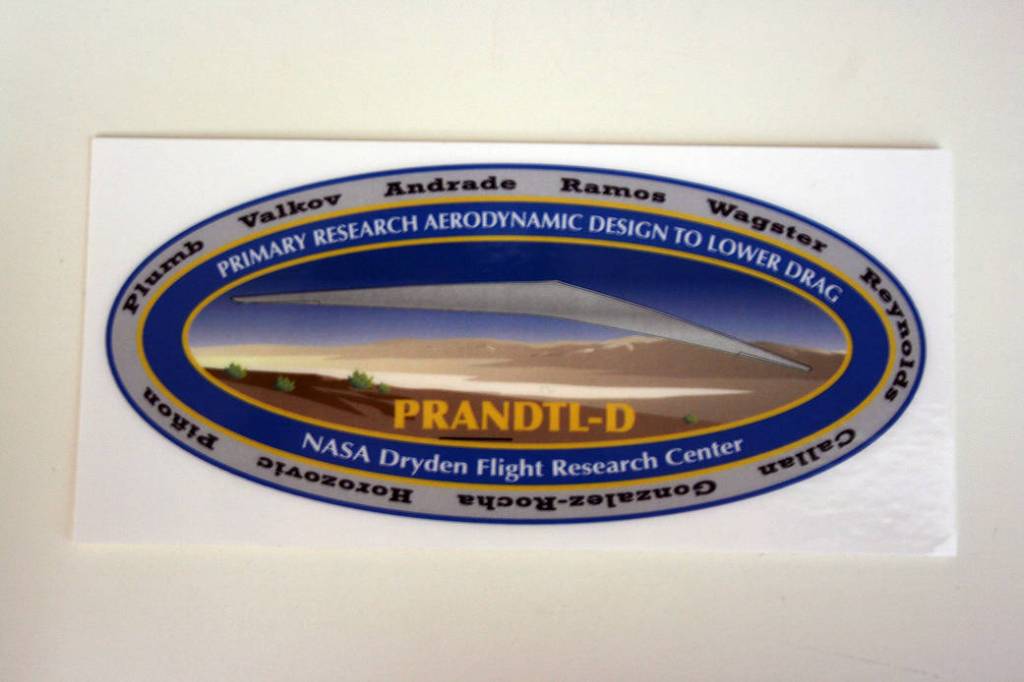 Plumb Valkov Andrade Ramos Wagster Reynolds Callan Gonzalez-Rocha Horozovic Piñon
PRIMARY RESEARCH AERODYNAMIC DESIGN TO LOWER DRAG
PRANDTL-D
NASA Dryden Flight Research Center